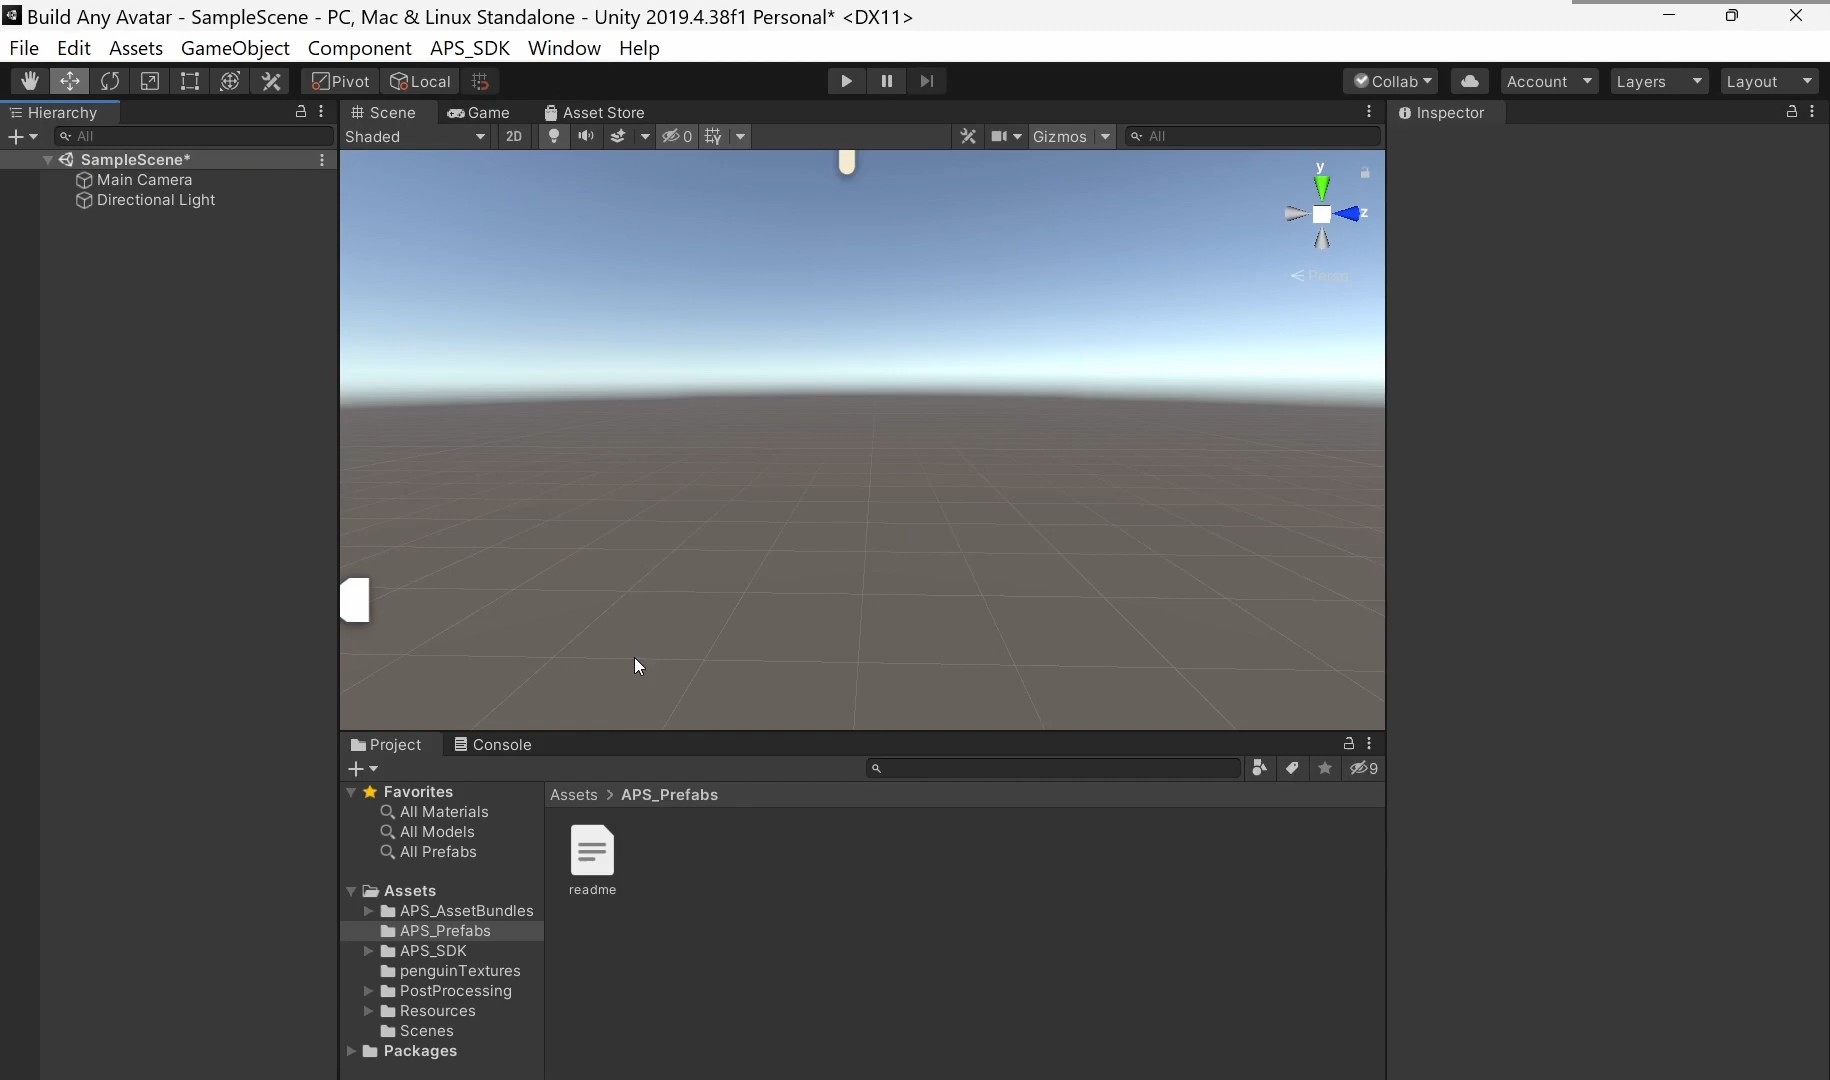 Build Any Avatar - SampleScene - PC, Mac & Linux Standalone - Unity 2019.4.38f1 Personal* <DX11>
File Edit Assets GameObject Component APS_SDK Window Help
Pivot Local Collab Account Layers Layout
Hierarchy Scene Game Asset Store Inspector
All Shaded 2D 0 Gizmos All
SampleScene*
Main Camera
Directional Light
y
z
Persp
Project Console
9
Favorites
All Materials
All Models
All Prefabs
Assets
APS_AssetBundles
APS_Prefabs
APS_SDK
penguinTextures
PostProcessing
Resources
Scenes
Packages
Assets > APS_Prefabs
readme